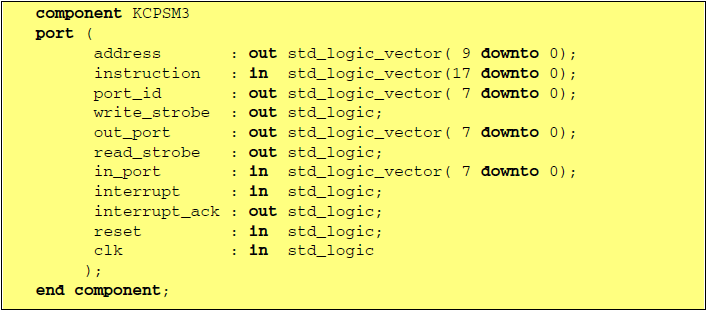 component KCPSM3
port (
address : out std_logic_vector( 9 downto 0);
instruction : in std_logic_vector(17 downto 0);
port_id : out std_logic_vector( 7 downto 0);
write_strobe : out std_logic;
out_port : out std_logic_vector( 7 downto 0);
read_strobe : out std_logic;
in_port : in std_logic_vector( 7 downto 0);
interrupt : in std_logic;
interrupt_ack : out std_logic;
reset : in std_logic;
clk : in std_logic
);
end component;